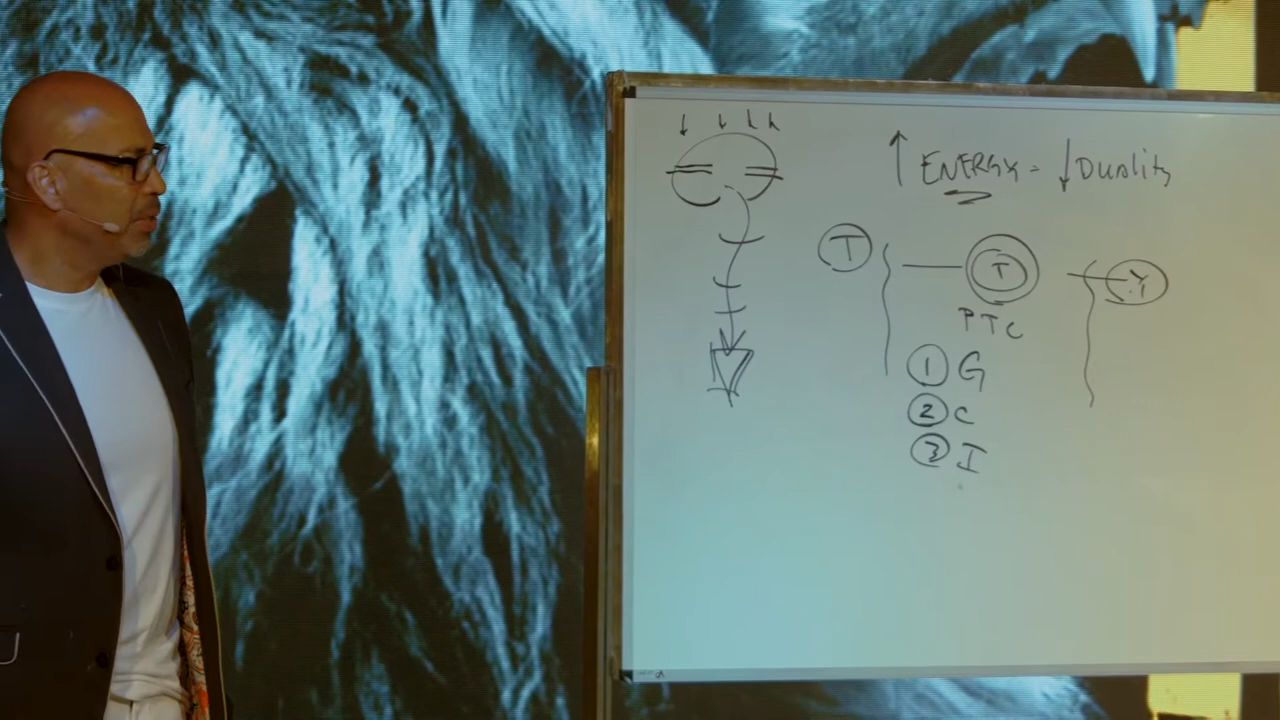 ↑ ENERGY = ↓ DUALITY
T T Y
PTC
1 G
2 C
3 I